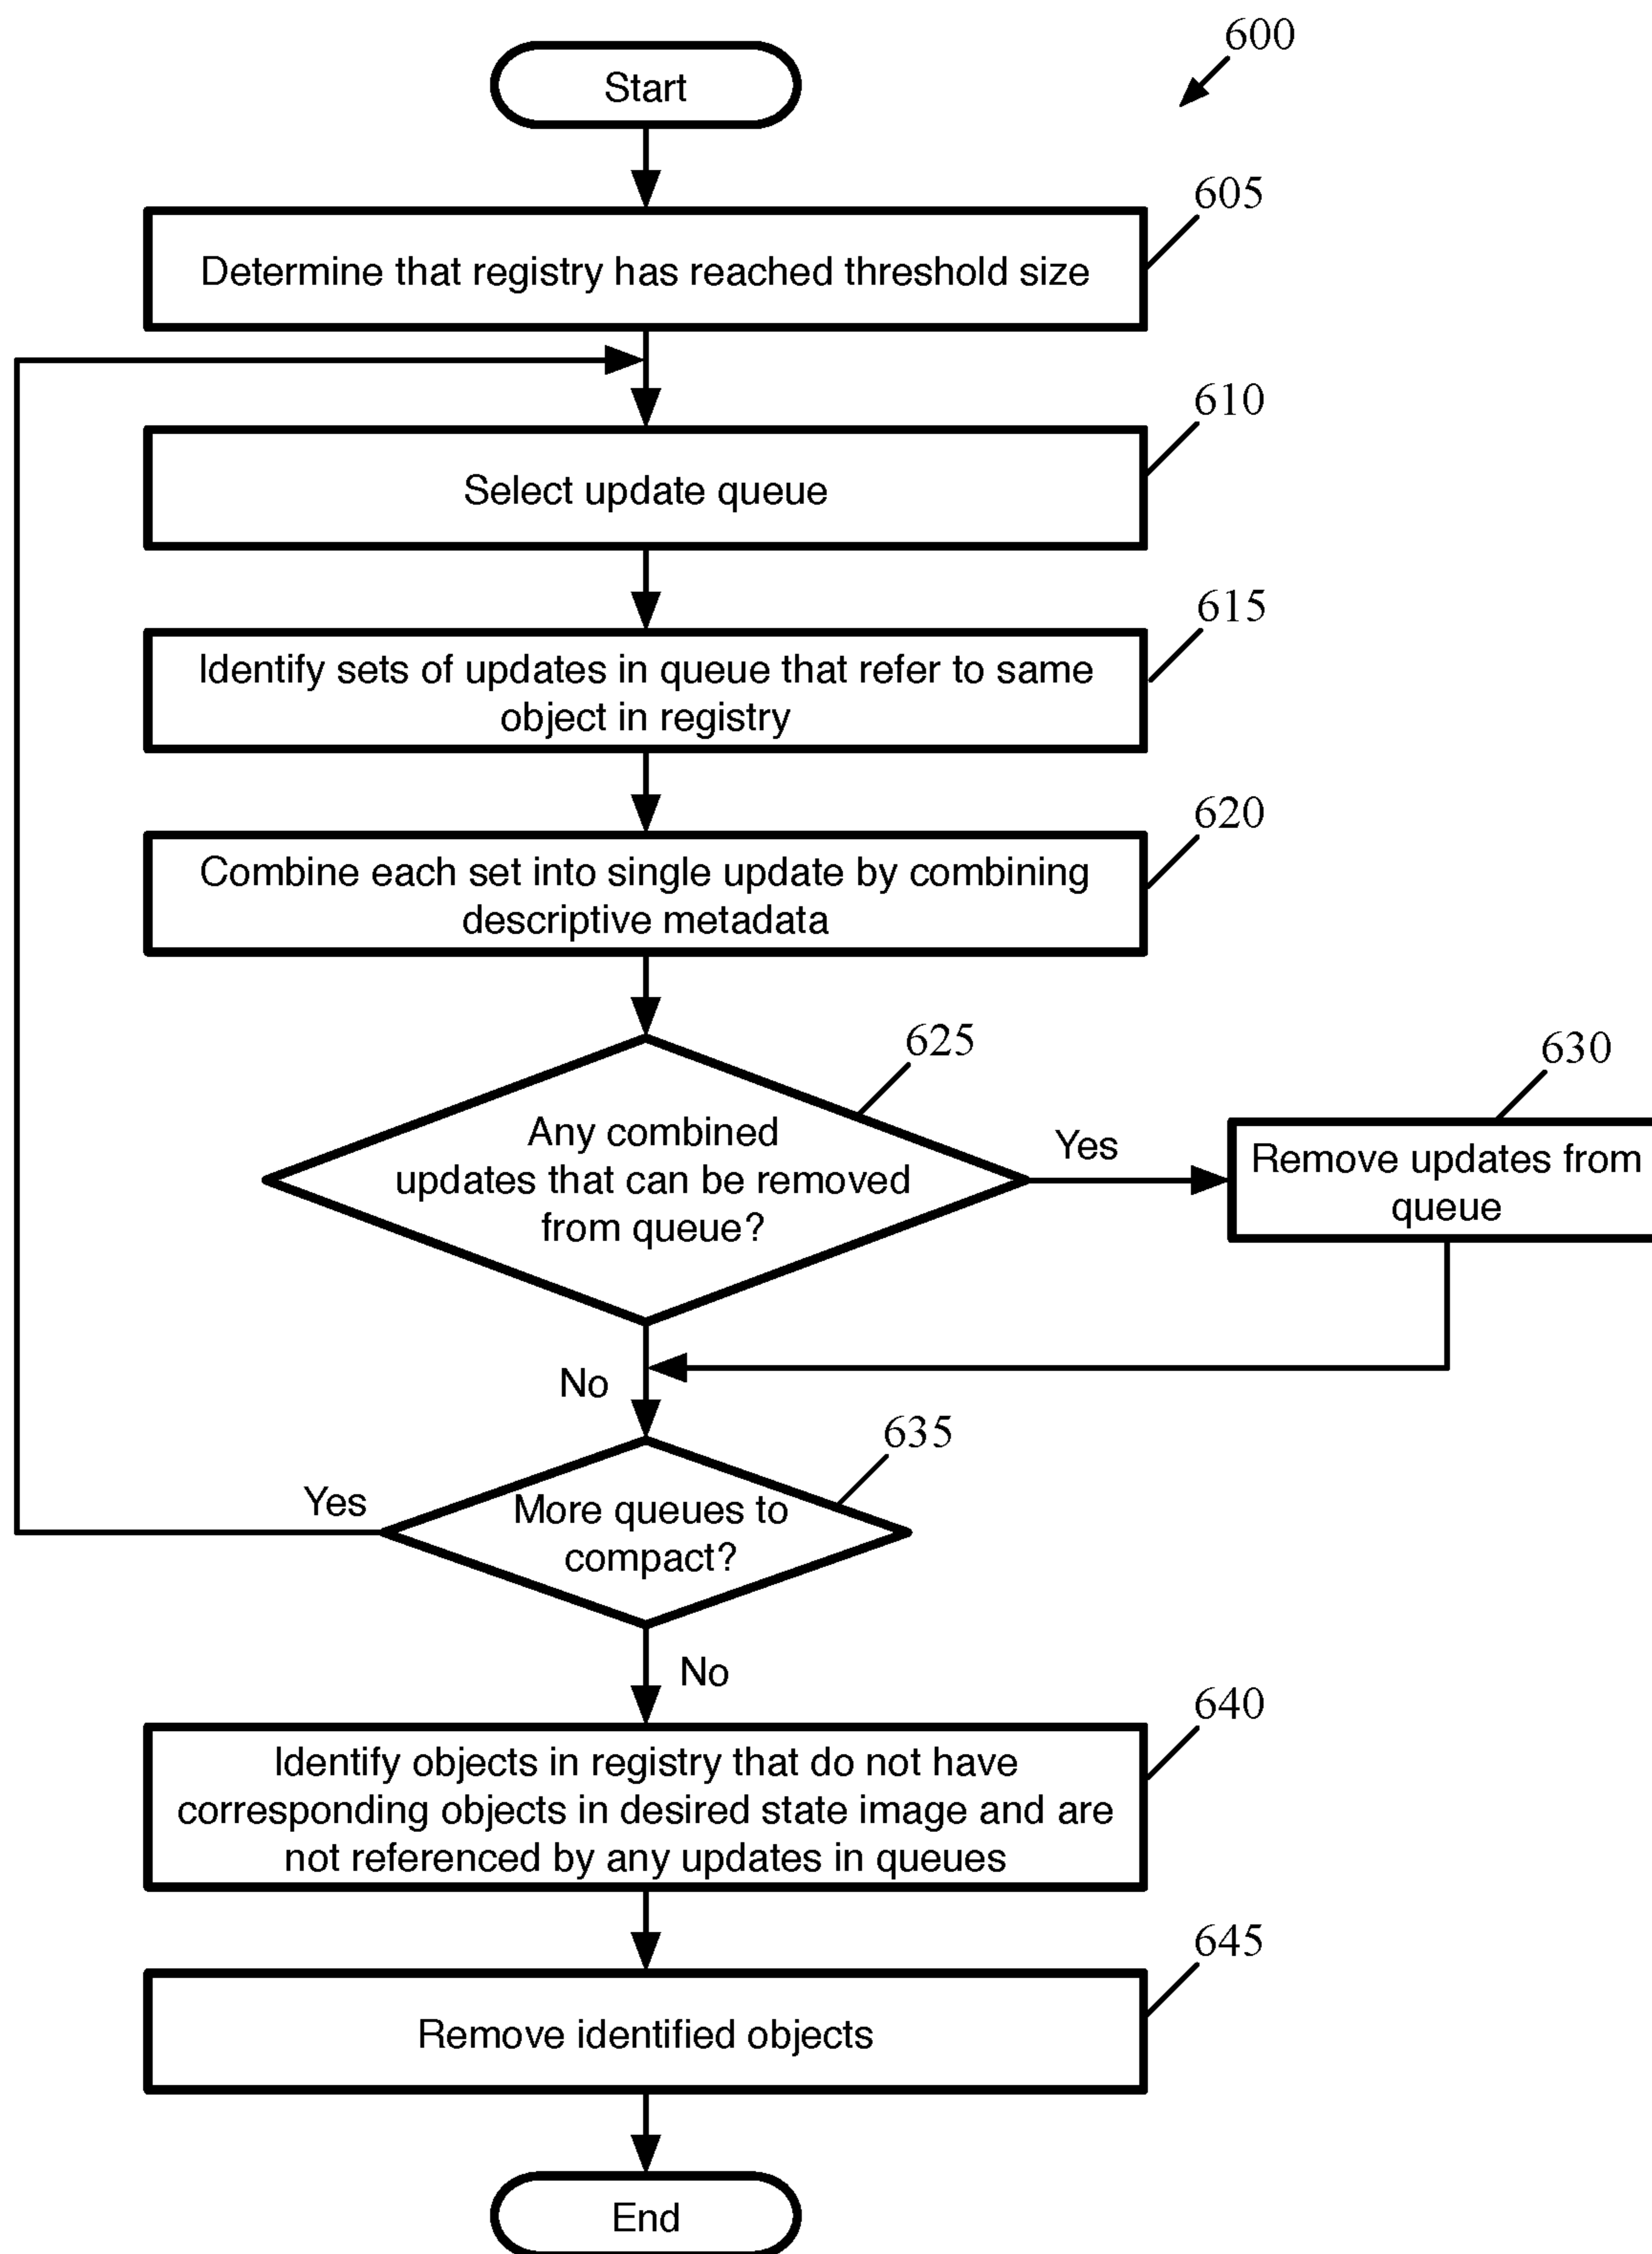 600
Start
605
Determine that registry has reached threshold size
610
Select update queue
615
Identify sets of updates in queue that refer to same
object in registry
620
Combine each set into single update by combining
descriptive metadata
625
Any combined
updates that can be removed
from queue?
Yes
630
Remove updates from
queue
No
635
More queues to
compact?
Yes
No
640
Identify objects in registry that do not have
corresponding objects in desired state image and are
not referenced by any updates in queues
645
Remove identified objects
End